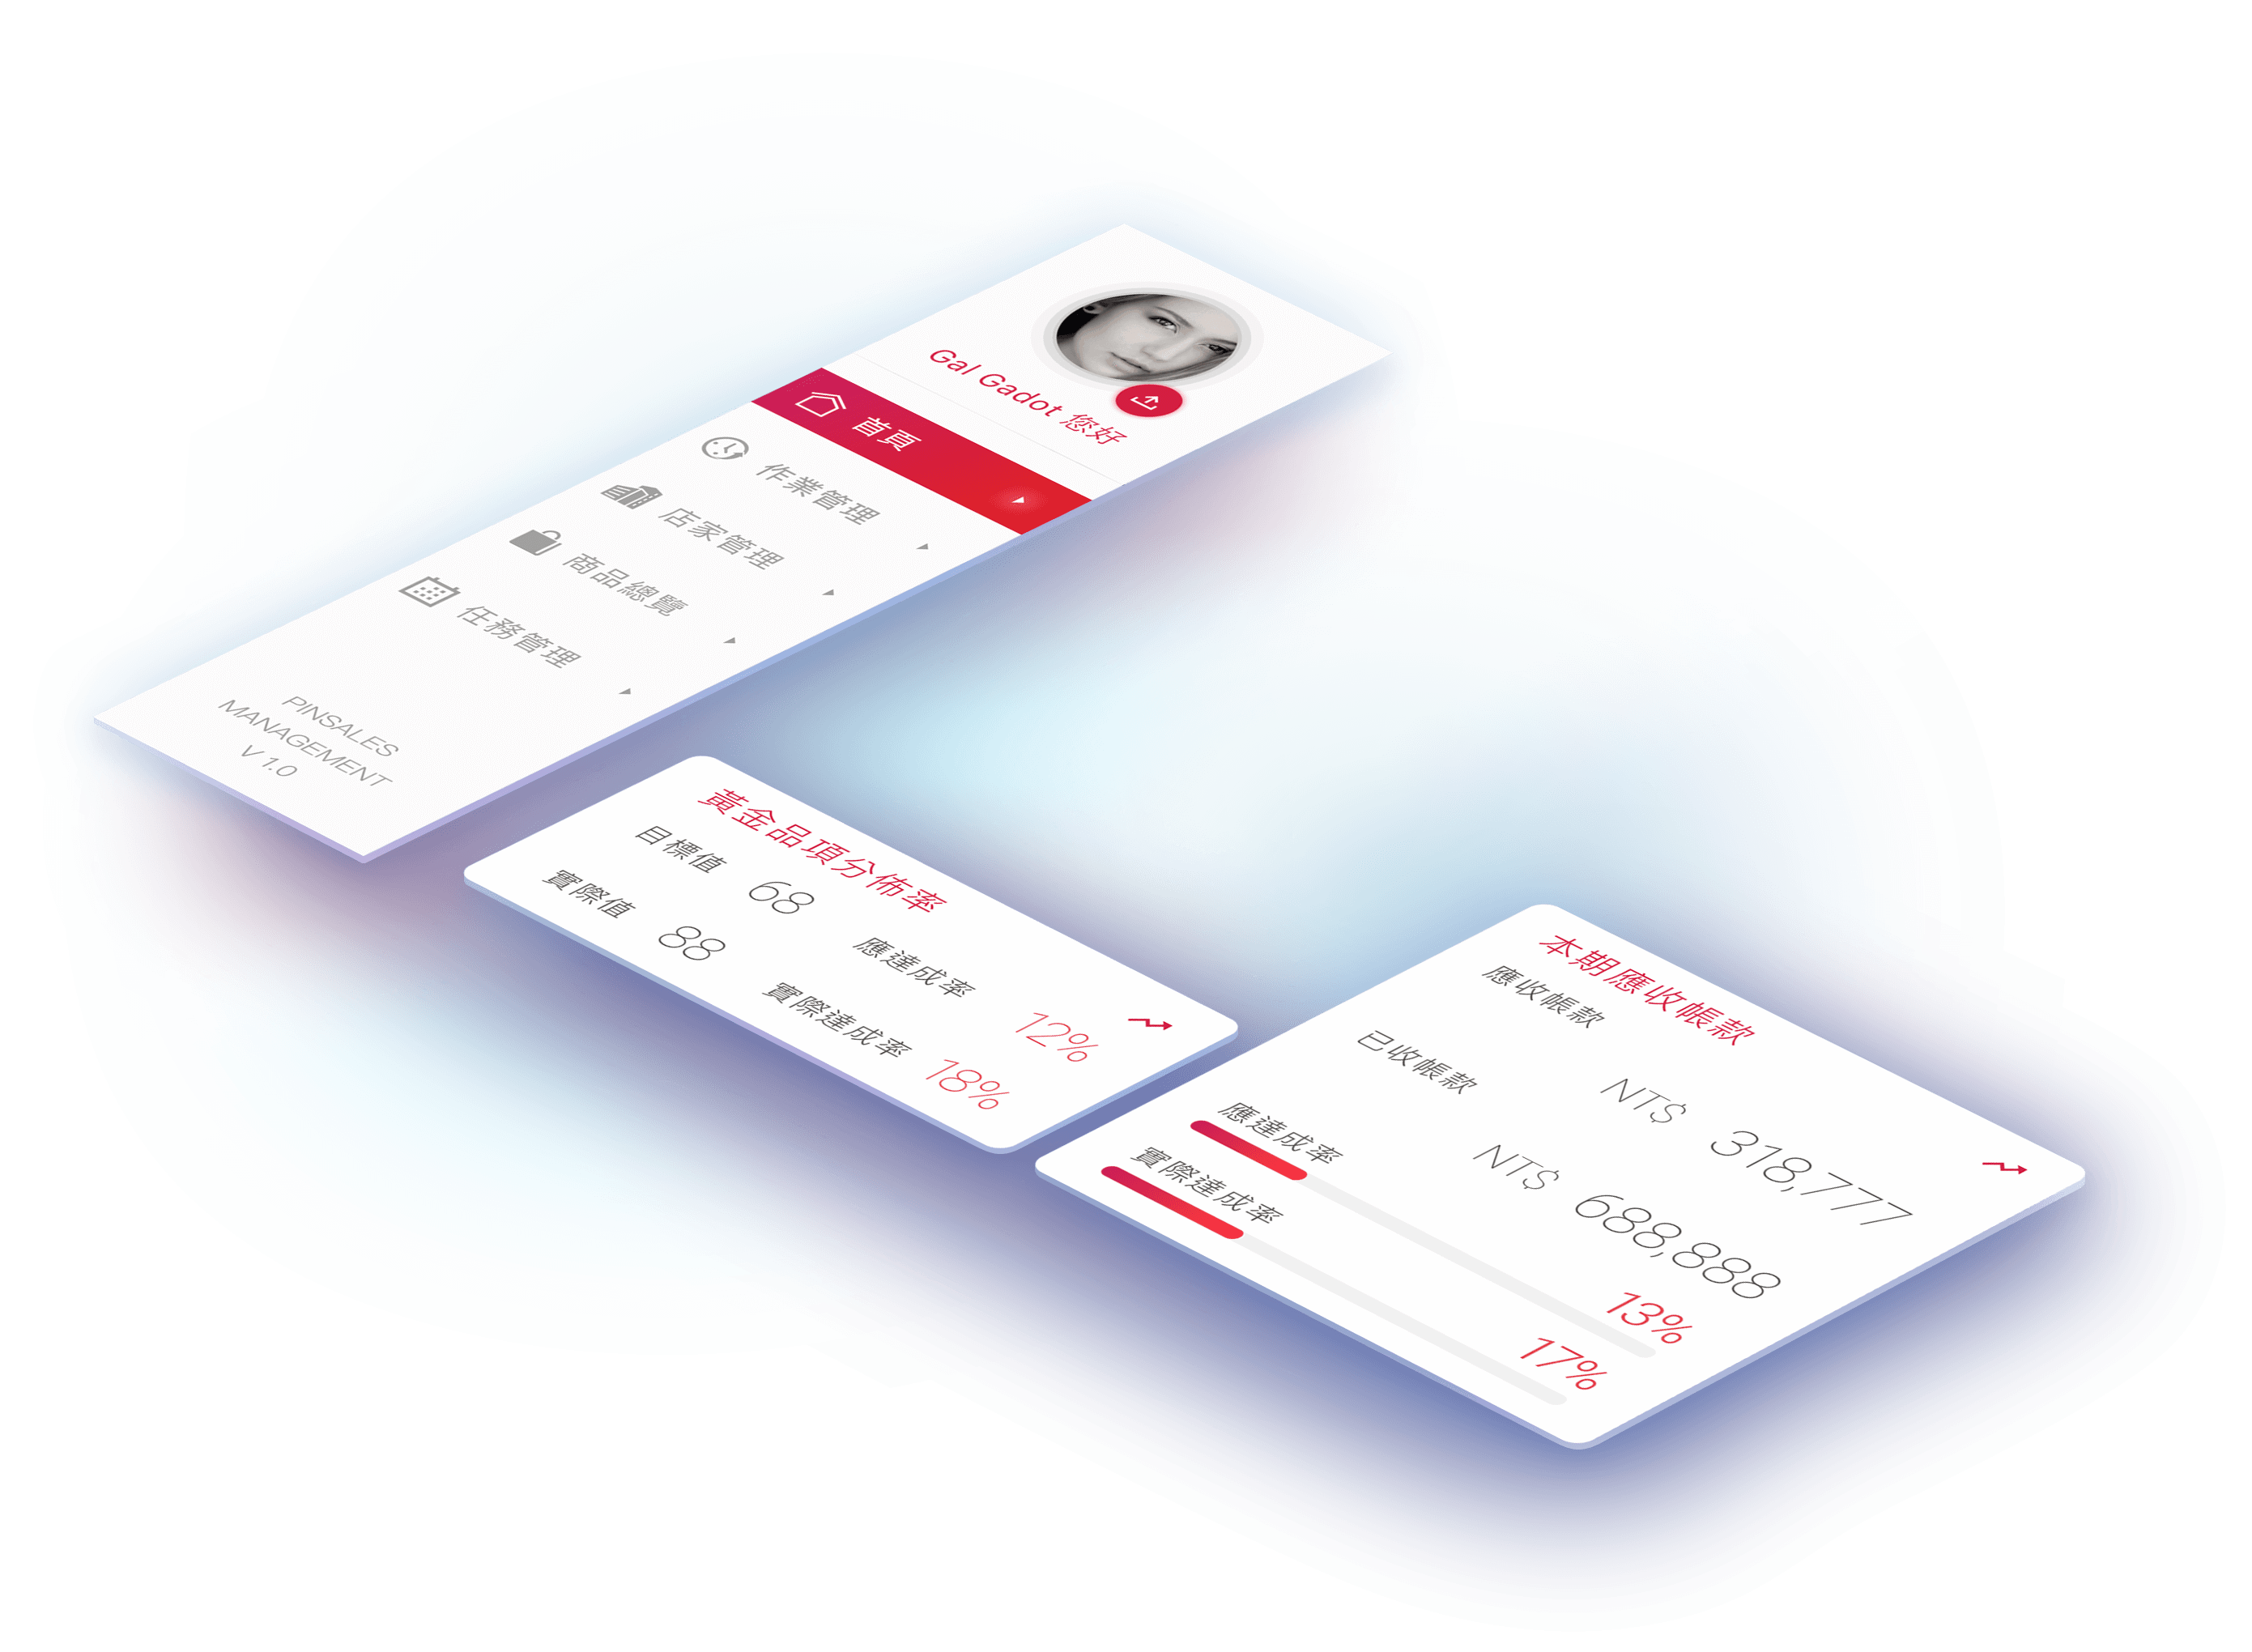 Gal Gadot 您好
首頁
作業管理
店家管理
商品總覽
任務管理
PINSALES
MANAGEMENT
V 1.0
黃金品項分佈率
目標值 68 應達成率 12%
實際值 88 實際達成率 18%
本期應收帳款
應收帳款 NT$ 318,777
已收帳款 NT$ 688,888
應達成率 13%
實際達成率 17%